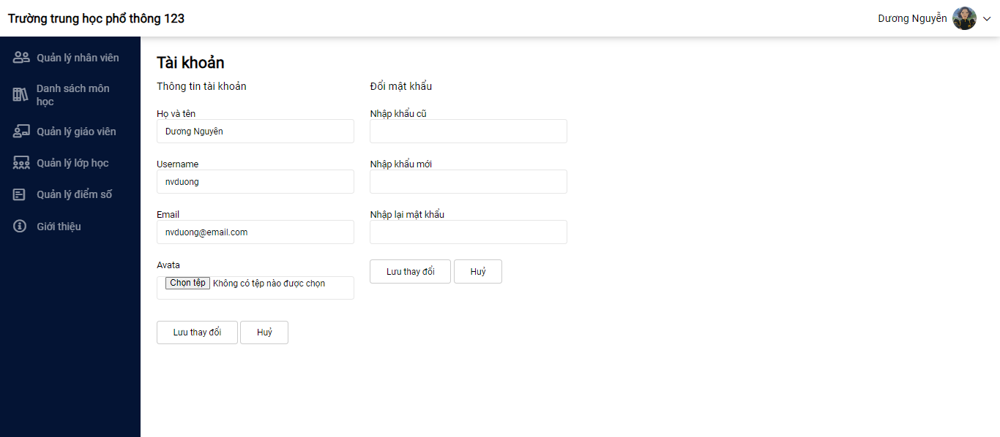 Trường trung học phổ thông 123
Dương Nguyễn
Quản lý nhân viên
Danh sách môn
học
Quản lý giáo viên
Quản lý lớp học
Quản lý điểm số
Giới thiệu
Tài khoản
Thông tin tài khoản
Họ và tên
Dương Nguyên
Username
nvduong
Email
nvduong@email.com
Avata
Chọn tệp Không có tệp nào được chọn
Lưu thay đổi
Huỷ
Đổi mật khẩu
Nhập khẩu cũ
Nhập khẩu mới
Nhập lại mật khẩu
Lưu thay đổi
Huỷ